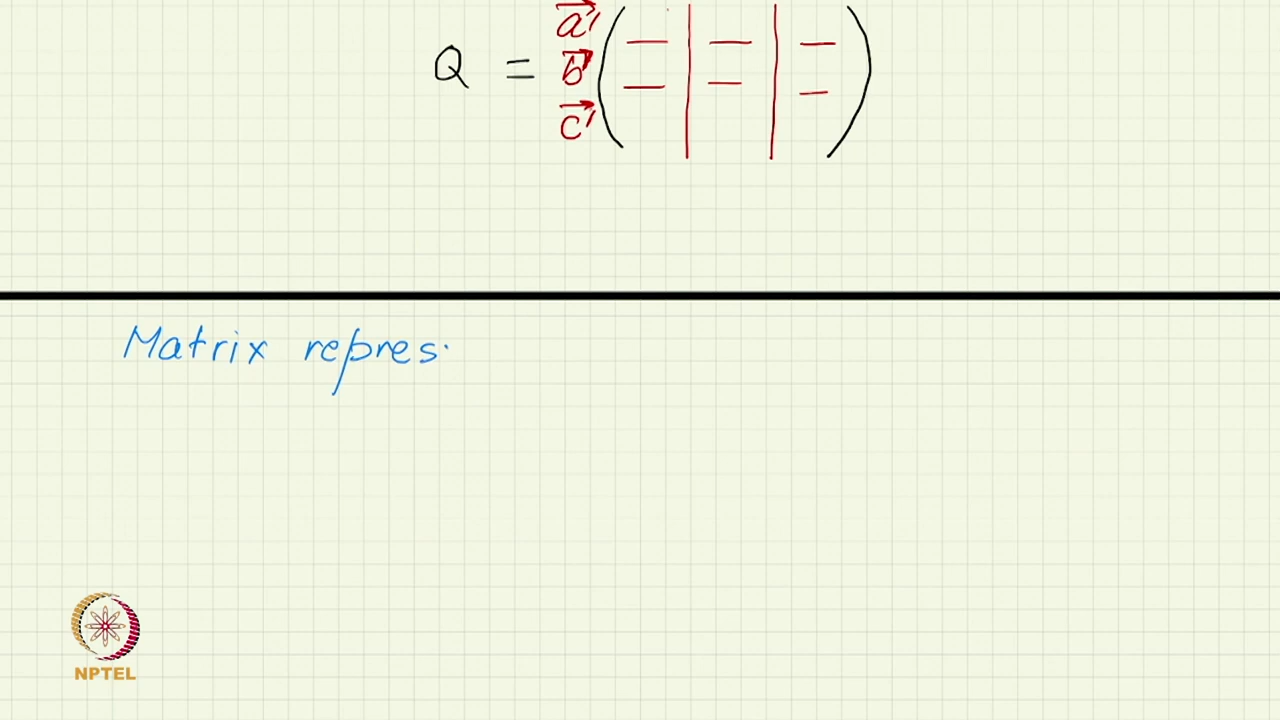 a'
Q = b'
c'
Matrix repres.
NPTEL